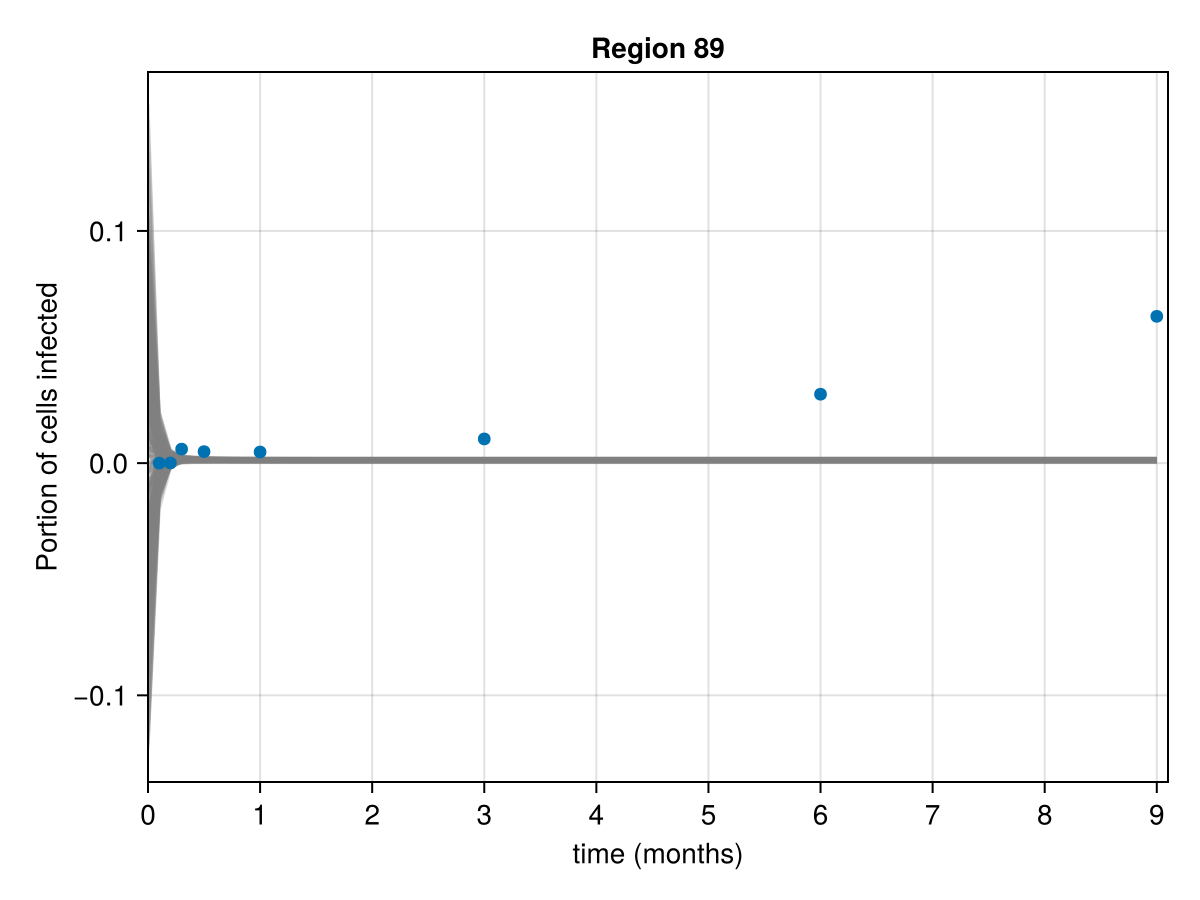 Region 89
Portion of cells infected
0.1
0.0
−0.1
0 1 2 3 4 5 6 7 8 9
time (months)